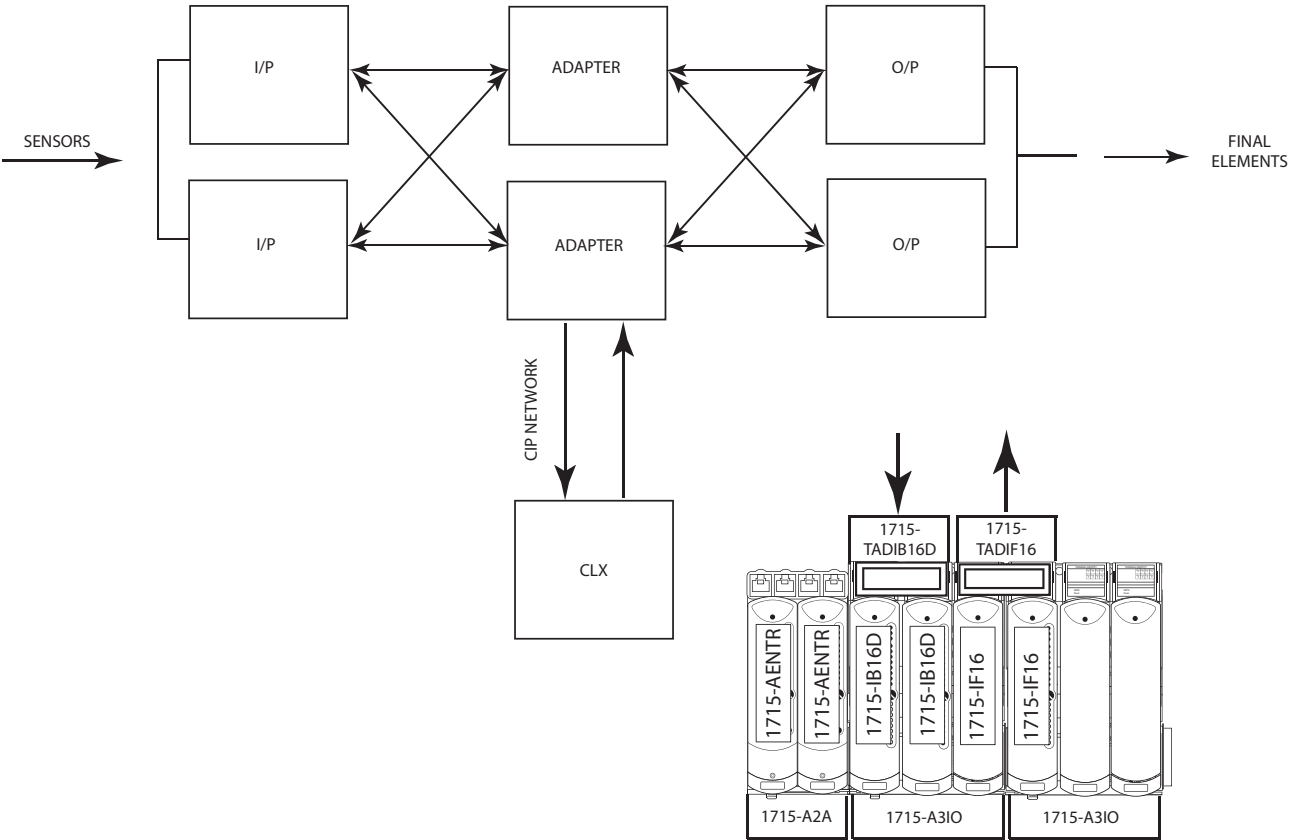 I/P
ADAPTER
O/P
SENSORS
FINAL
ELEMENTS
I/P
ADAPTER
O/P
CIP NETWORK
CLX
1715-
TADIB16D
1715-
TADIF16
1715-AENTR
1715-AENTR
1715-IB16D
1715-IB16D
1715-IF16
1715-IF16
1715-A2A
1715-A3IO
1715-A3IO